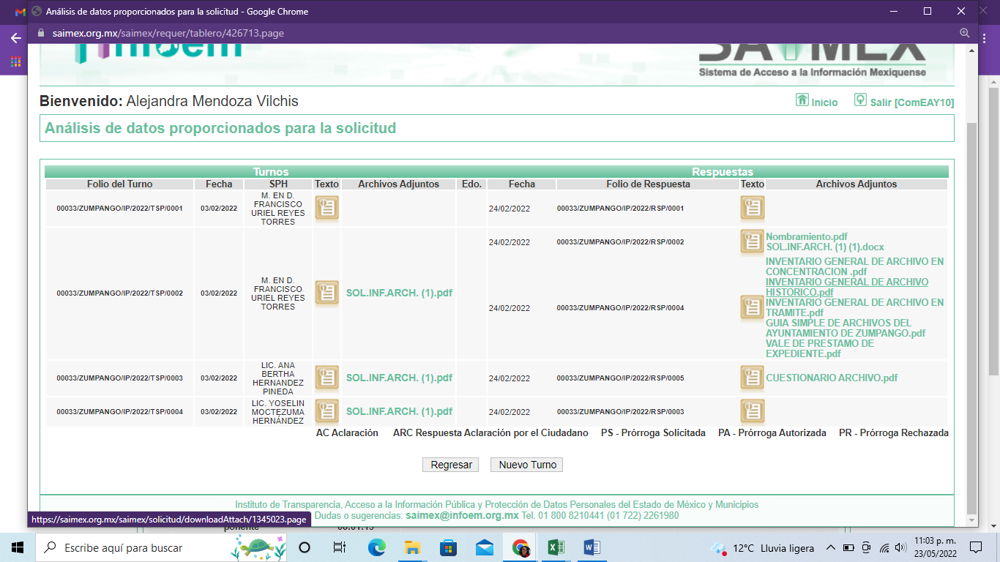 Análisis de datos proporcionados para la solicitud - Google Chrome
saimex.org.mx/saimex/requer/tablero/426713.page
infoem
SAIMEX
Sistema de Acceso a la Información Mexiquense
Bienvenido: Alejandra Mendoza Vilchis
Inicio
Salir [ComEAY10]
Análisis de datos proporcionados para la solicitud
Turnos
Respuestas
Folio del Turno Fecha SPH Texto Archivos Adjuntos Edo. Fecha Folio de Respuesta Texto Archivos Adjuntos
00033/ZUMPANGO/IP/2022/TSP/0001
03/02/2022
M. EN D.
FRANCISCO
URIEL REYES
TORRES
24/02/2022
00033/ZUMPANGO/IP/2022/RSP/0001
00033/ZUMPANGO/IP/2022/TSP/0002
03/02/2022
M. EN D.
FRANCISCO
URIEL REYES
TORRES
SOL.INF.ARCH. (1).pdf
24/02/2022
00033/ZUMPANGO/IP/2022/RSP/0002
Nombramiento.pdf
SOL.INF.ARCH. (1) (1).docx
24/02/2022
00033/ZUMPANGO/IP/2022/RSP/0004
INVENTARIO GENERAL DE ARCHIVO EN
CONCENTRACION .pdf
INVENTARIO GENERAL DE ARCHIVO
HISTORICO.pdf
INVENTARIO GENERAL DE ARCHIVO EN
TRAMITE.pdf
GUIA SIMPLE DE ARCHIVOS DEL
AYUNTAMIENTO DE ZUMPANGO.pdf
VALE DE PRESTAMO DE
EXPEDIENTE.pdf
00033/ZUMPANGO/IP/2022/TSP/0003
03/02/2022
LIC. ANA
BERTHA
HERNANDEZ
PINEDA
SOL.INF.ARCH. (1).pdf
24/02/2022
00033/ZUMPANGO/IP/2022/RSP/0005
CUESTIONARIO ARCHIVO.pdf
00033/ZUMPANGO/IP/2022/TSP/0004
03/02/2022
LIC. YOSELIN
MOCTEZUMA
HERNÁNDEZ
SOL.INF.ARCH. (1).pdf
24/02/2022
00033/ZUMPANGO/IP/2022/RSP/0003
AC Aclaración ARC Respuesta Aclaración por el Ciudadano PS - Prórroga Solicitada PA - Prórroga Autorizada PR - Prórroga Rechazada
Regresar
Nuevo Turno
Instituto de Transparencia, Acceso a la Información Pública y Protección de Datos Personales del Estado de México y Municipios
Dudas o sugerencias: saimex@infoem.org.mx Tel. 01 800 8210441 (01 722) 2261980
https://saimex.org.mx/saimex/solicitud/downloadAttach/1345023.page
ponente
Escribe aquí para buscar
12°C Lluvia ligera
11:03 p. m.
23/05/2022